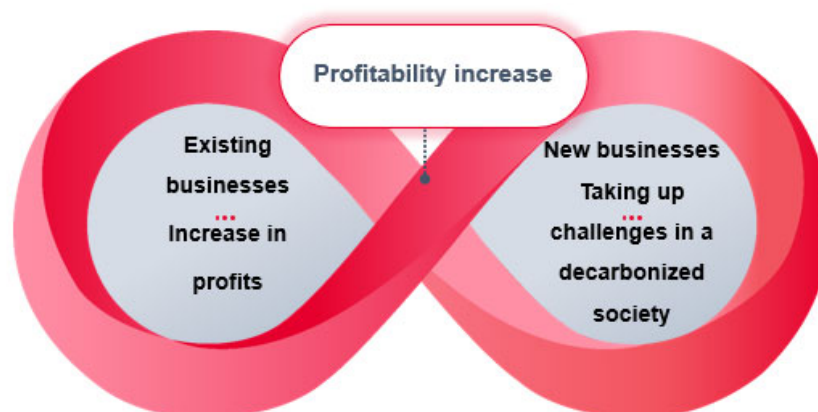 Profitability increase
Existing
businesses
...
Increase in
profits
New businesses
Taking up
...
challenges in a
decarbonized
society